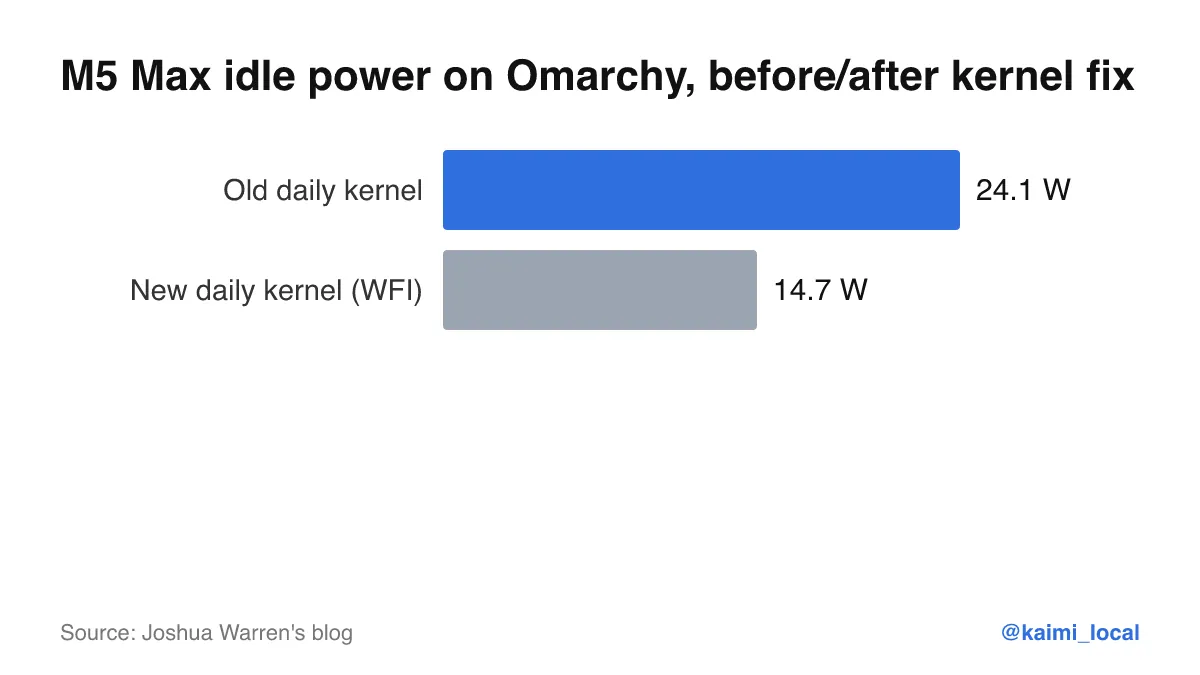 M5 Max idle power on Omarchy, before/after kernel fix
Old daily kernel
24.1 W
New daily kernel (WFI)
14.7 W
Source: Joshua Warren's blog
@kaimi_local